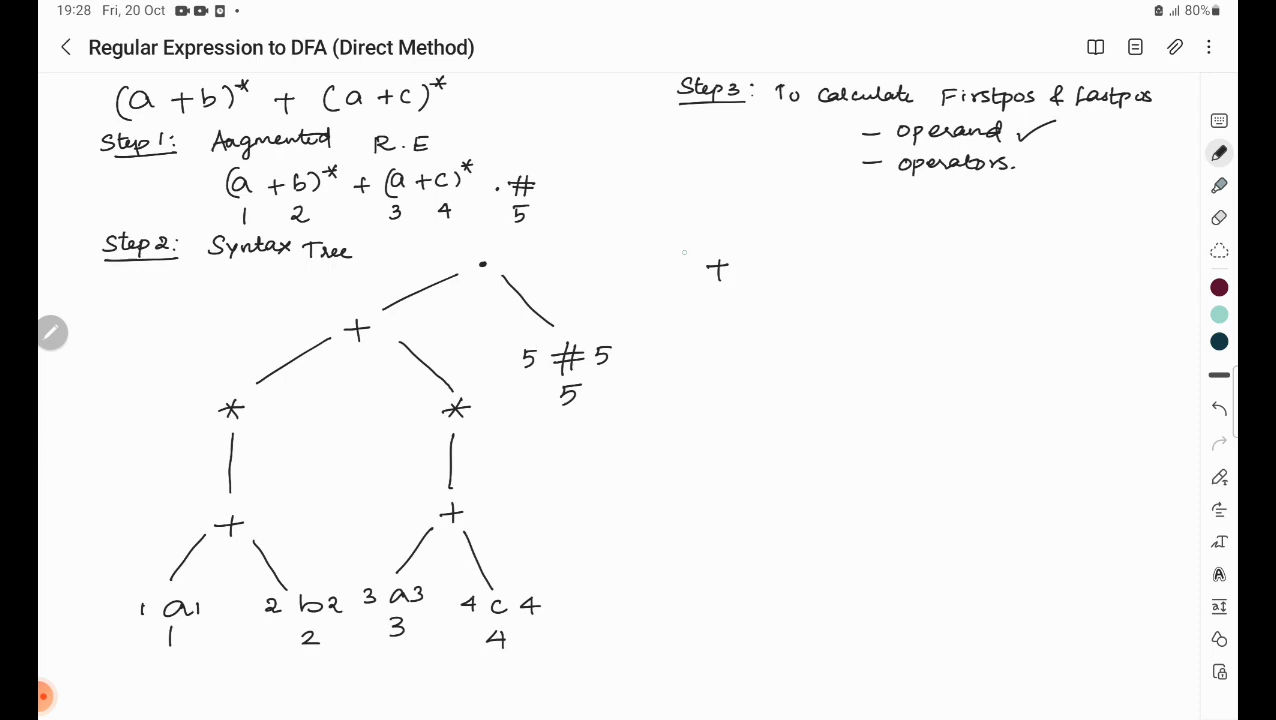 19:28 Fri, 20 Oct 80%
Regular Expression to DFA (Direct Method)
(a + b)* + (a + c)*
Step 1: Augmented R.E
(a + b)* + (a + c)* . #
1 2 3 4 5
Step 2: Syntax Tree
.
+
5 # 5
5
* *
+ +
1 a 1 2 b 2 3 a 3 4 c 4
1 2 3 4
Step 3: To Calculate Firstpos & Lastpos
— operand ✓
— operators.
+